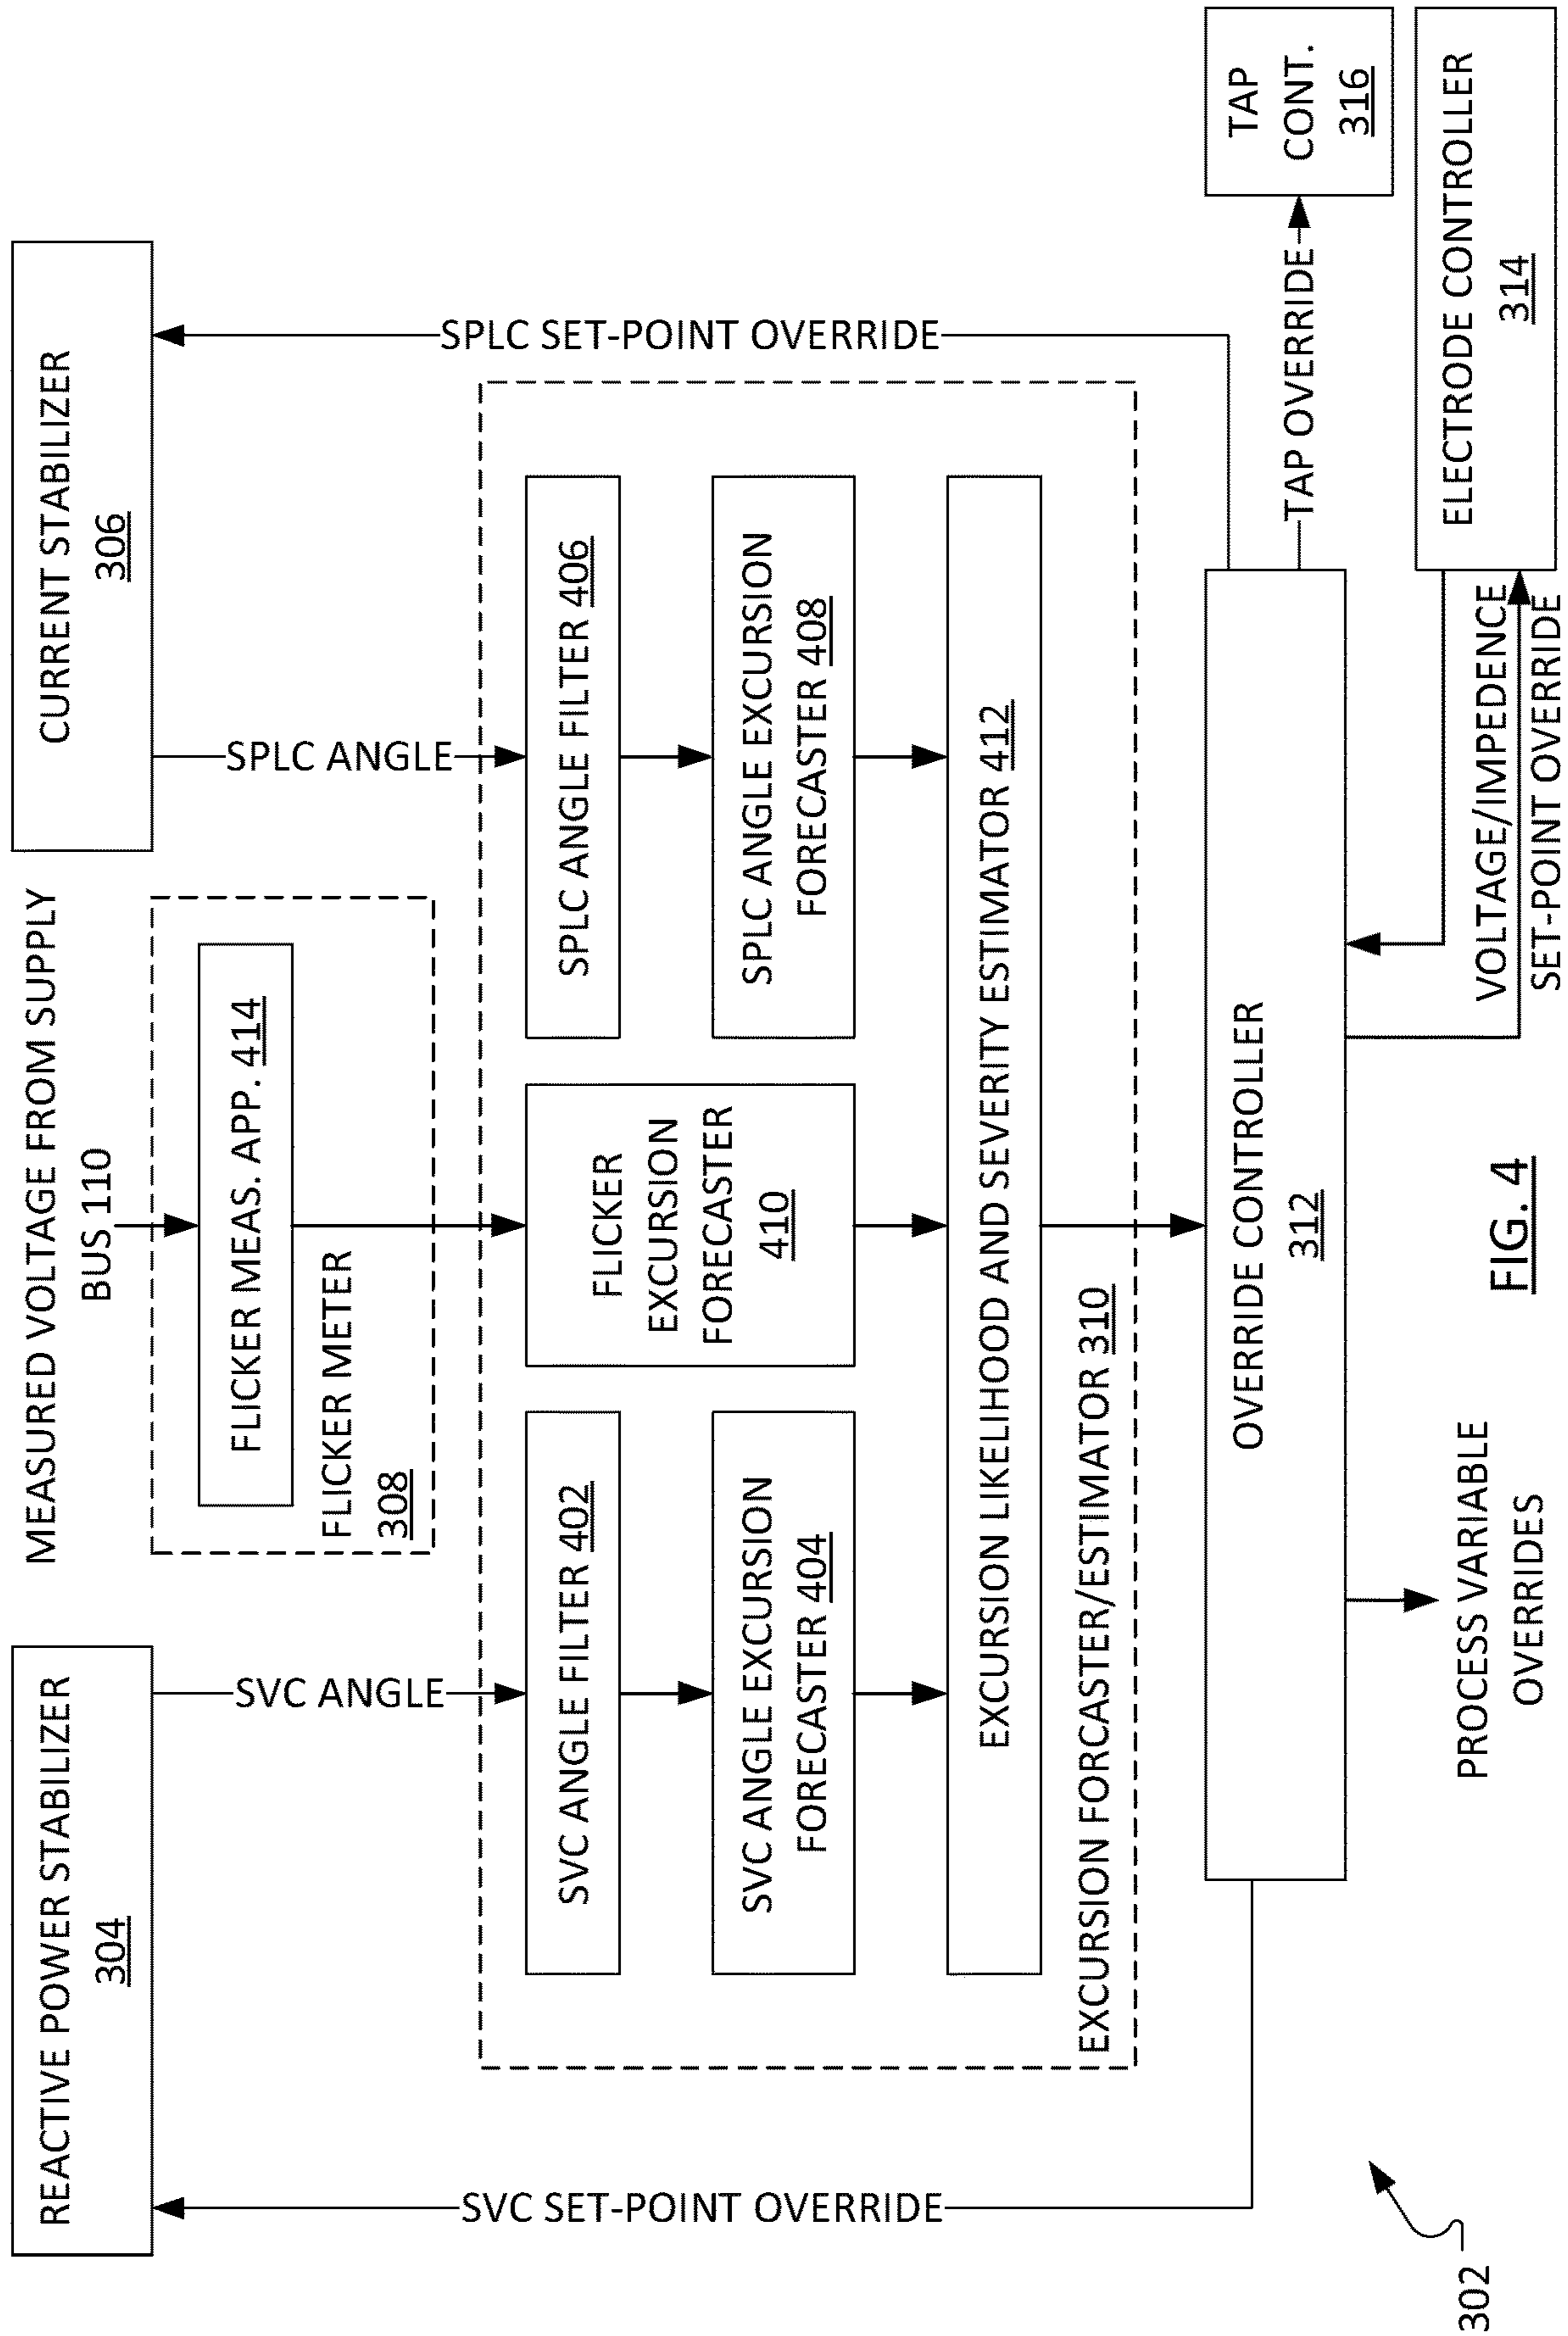 REACTIVE POWER STABILIZER
304
MEASURED VOLTAGE FROM SUPPLY
BUS 110
CURRENT STABILIZER
306
FLICKER MEAS. APP. 414
FLICKER METER
308
SVC ANGLE
SPLC ANGLE
SVC SET-POINT OVERRIDE
SPLC SET-POINT OVERRIDE
SVC ANGLE FILTER 402
SVC ANGLE EXCURSION
FORECASTER 404
FLICKER
EXCURSION
FORECASTER
410
SPLC ANGLE FILTER 406
SPLC ANGLE EXCURSION
FORECASTER 408
EXCURSION LIKELIHOOD AND SEVERITY ESTIMATOR 412
EXCURSION FORCASTER/ESTIMATOR 310
OVERRIDE CONTROLLER
312
TAP OVERRIDE
TAP
CONT.
316
ELECTRODE CONTROLLER
314
VOLTAGE/IMPEDENCE
SET-POINT OVERRIDE
PROCESS VARIABLE
OVERRIDES
302
FIG. 4